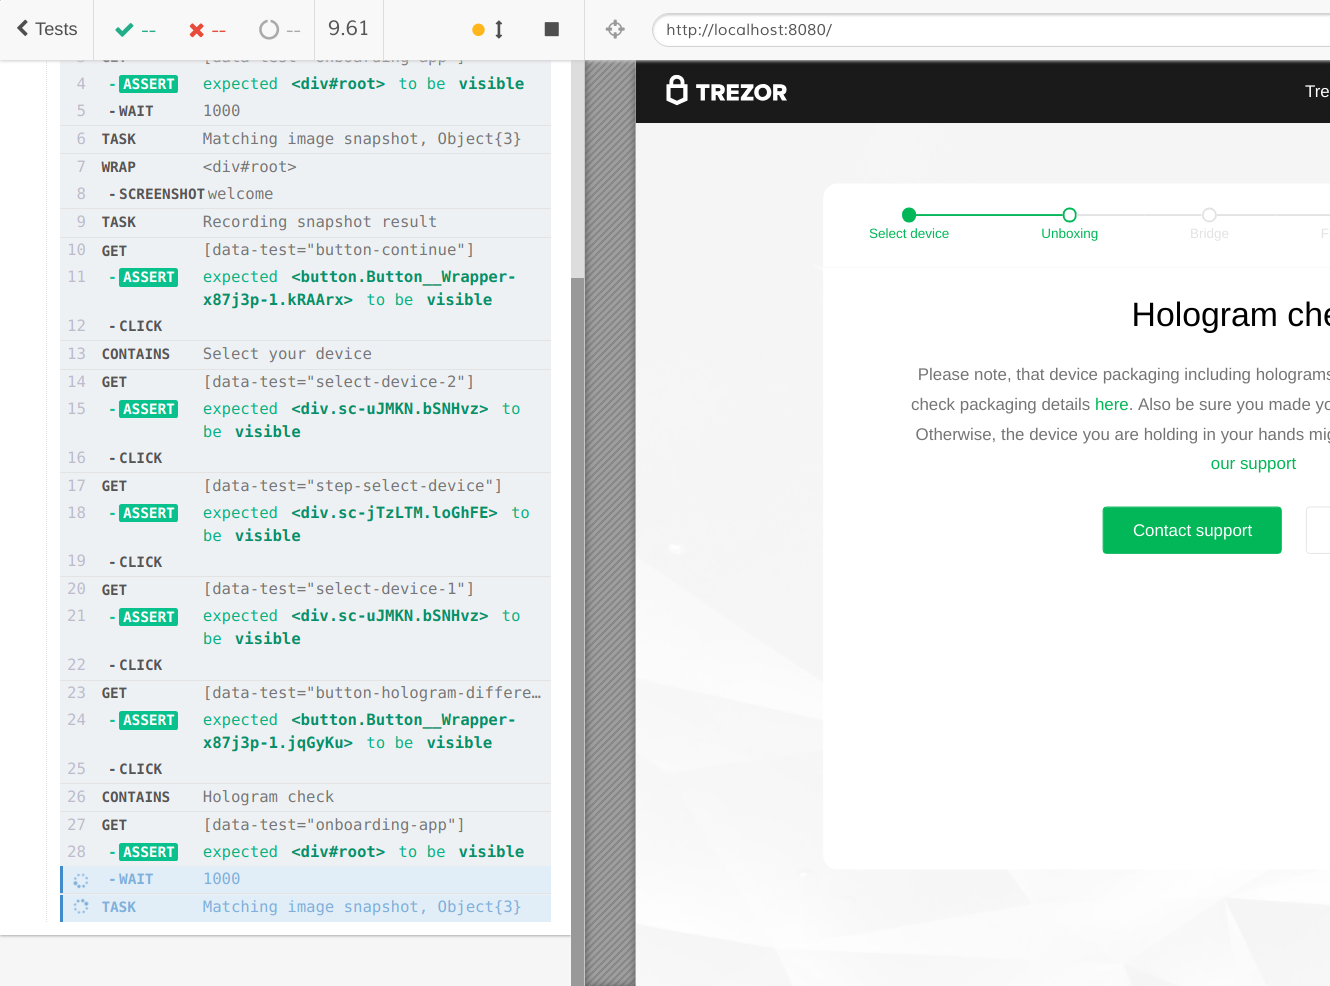 Tests
--
--
--
9.61
http://localhost:8080/
4 - ASSERT expected <div#root> to be visible
5 - WAIT 1000
6 TASK Matching image snapshot, Object{3}
7 WRAP <div#root>
8 - SCREENSHOT welcome
9 TASK Recording snapshot result
10 GET [data-test="button-continue"]
11 - ASSERT expected <button.Button__Wrapper-
x87j3p-1.kRAArx> to be visible
12 - CLICK
13 CONTAINS Select your device
14 GET [data-test="select-device-2"]
15 - ASSERT expected <div.sc-uJMKN.bSNHvz> to
be visible
16 - CLICK
17 GET [data-test="step-select-device"]
18 - ASSERT expected <div.sc-jTzLTM.loGhFE> to
be visible
19 - CLICK
20 GET [data-test="select-device-1"]
21 - ASSERT expected <div.sc-uJMKN.bSNHvz> to
be visible
22 - CLICK
23 GET [data-test="button-hologram-differe…
24 - ASSERT expected <button.Button__Wrapper-
x87j3p-1.jqGyKu> to be visible
25 - CLICK
26 CONTAINS Hologram check
27 GET [data-test="onboarding-app"]
28 - ASSERT expected <div#root> to be visible
- WAIT 1000
TASK Matching image snapshot, Object{3}
TREZOR
Tre
Select device
Unboxing
Bridge
F
Hologram che
Please note, that device packaging including holograms
check packaging details here. Also be sure you made yo
Otherwise, the device you are holding in your hands mig
our support
Contact support